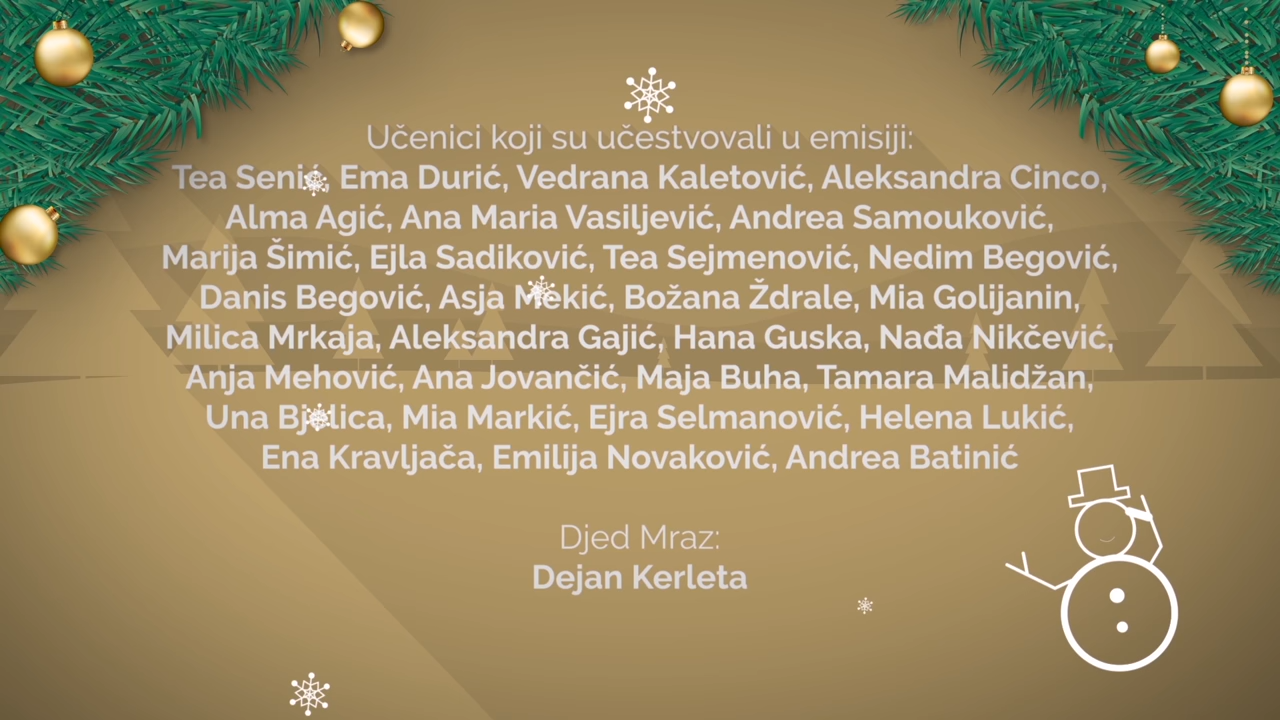 Učenici koji su učestvovali u emisiji:
Tea Senić, Ema Durić, Vedrana Kaletović, Aleksandra Cinco,
Alma Agić, Ana Maria Vasiljević, Andrea Samouković,
Marija Šimić, Ejla Sadiković, Tea Sejmenović, Nedim Begović,
Danis Begović, Asja Mekić, Božana Ždrale, Mia Golijanin,
Milica Mrkaja, Aleksandra Gajić, Hana Guska, Nađa Nikčević,
Anja Mehović, Ana Jovančić, Maja Buha, Tamara Malidžan,
Una Bjelica, Mia Markić, Ejra Selmanović, Helena Lukić,
Ena Kravljača, Emilija Novaković, Andrea Batinić
Djed Mraz:
Dejan Kerleta